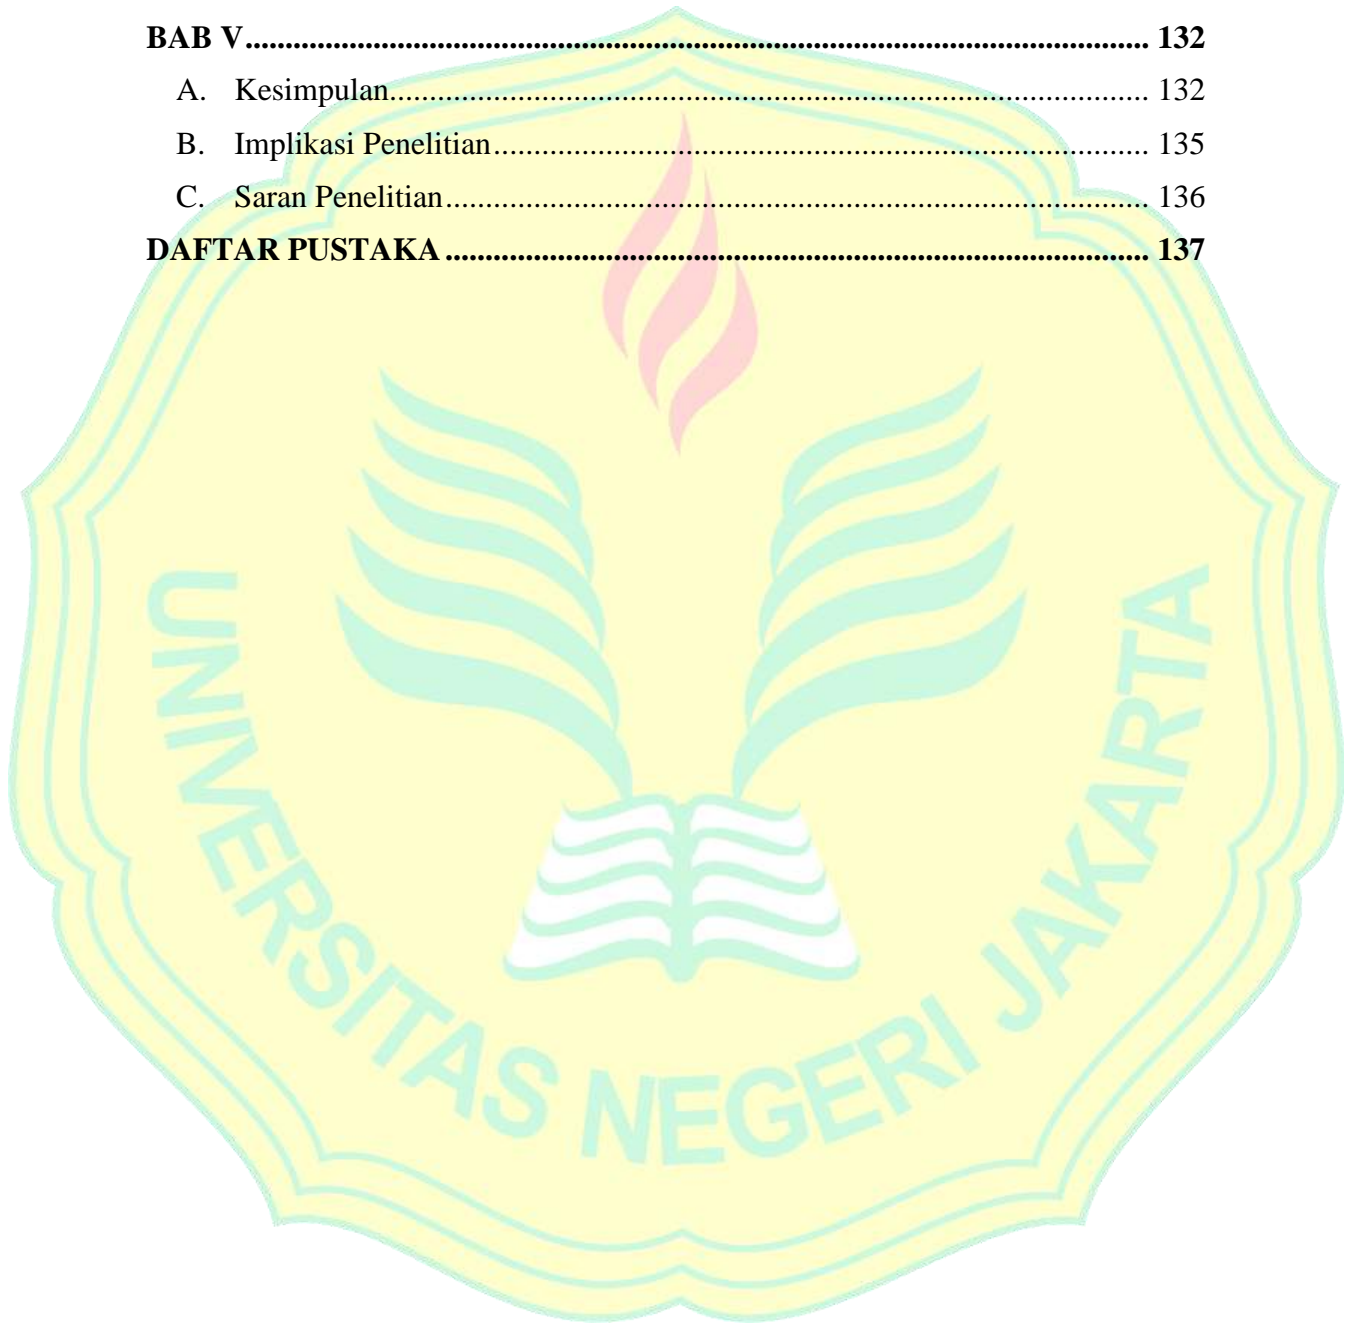 BAB V........................................................................................................... 132
A. Kesimpulan............................................................................................... 132
B. Implikasi Penelitian.................................................................................. 135
C. Saran Penelitian........................................................................................ 136
DAFTAR PUSTAKA ...................................................................................... 137
UNIVERSITAS NEGERI JAKARTA